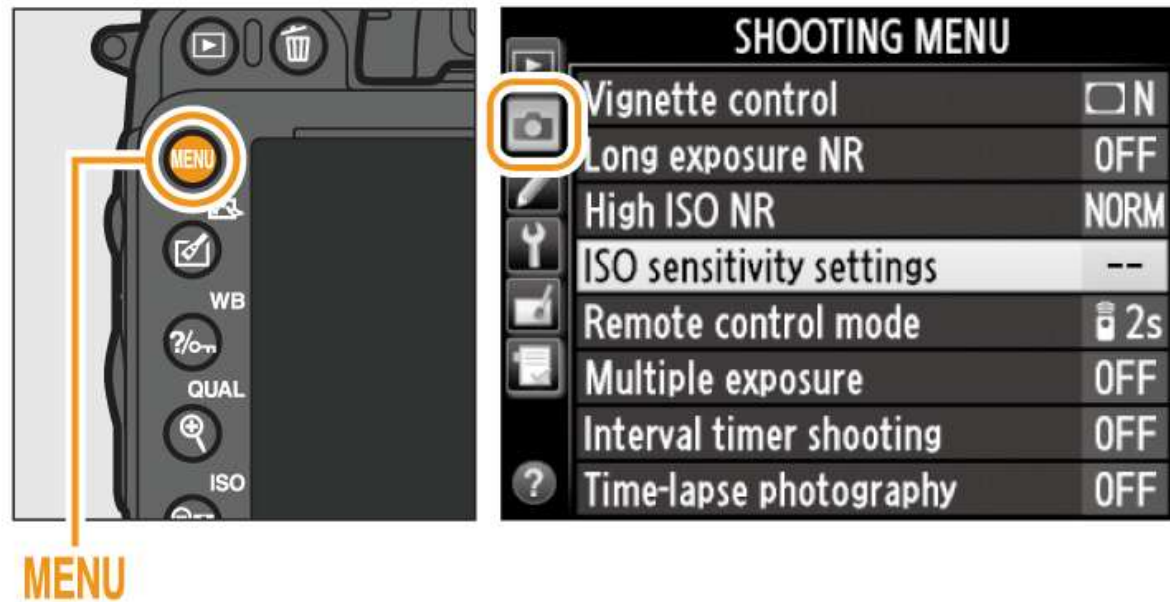 MENU
WB
?/
QUAL
ISO
MENU
SHOOTING MENU
Vignette control N
Long exposure NR OFF
High ISO NR NORM
ISO sensitivity settings --
Remote control mode 2s
Multiple exposure OFF
Interval timer shooting OFF
? Time-lapse photography OFF